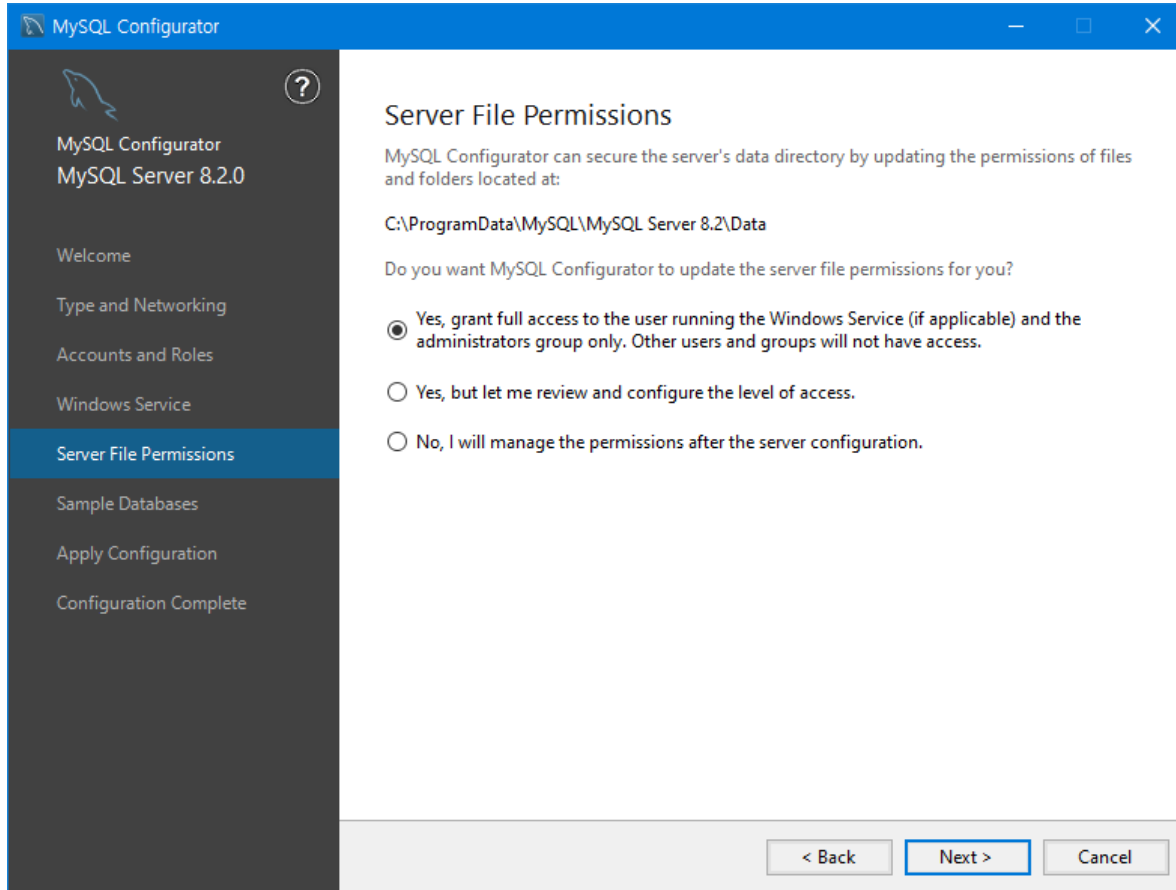 MySQL Configurator
?
MySQL Configurator
MySQL Server 8.2.0
Welcome
Type and Networking
Accounts and Roles
Windows Service
Server File Permissions
Sample Databases
Apply Configuration
Configuration Complete
Server File Permissions
MySQL Configurator can secure the server's data directory by updating the permissions of files
and folders located at:
C:\ProgramData\MySQL\MySQL Server 8.2\Data
Do you want MySQL Configurator to update the server file permissions for you?
Yes, grant full access to the user running the Windows Service (if applicable) and the
administrators group only. Other users and groups will not have access.
Yes, but let me review and configure the level of access.
No, I will manage the permissions after the server configuration.
< Back
Next >
Cancel